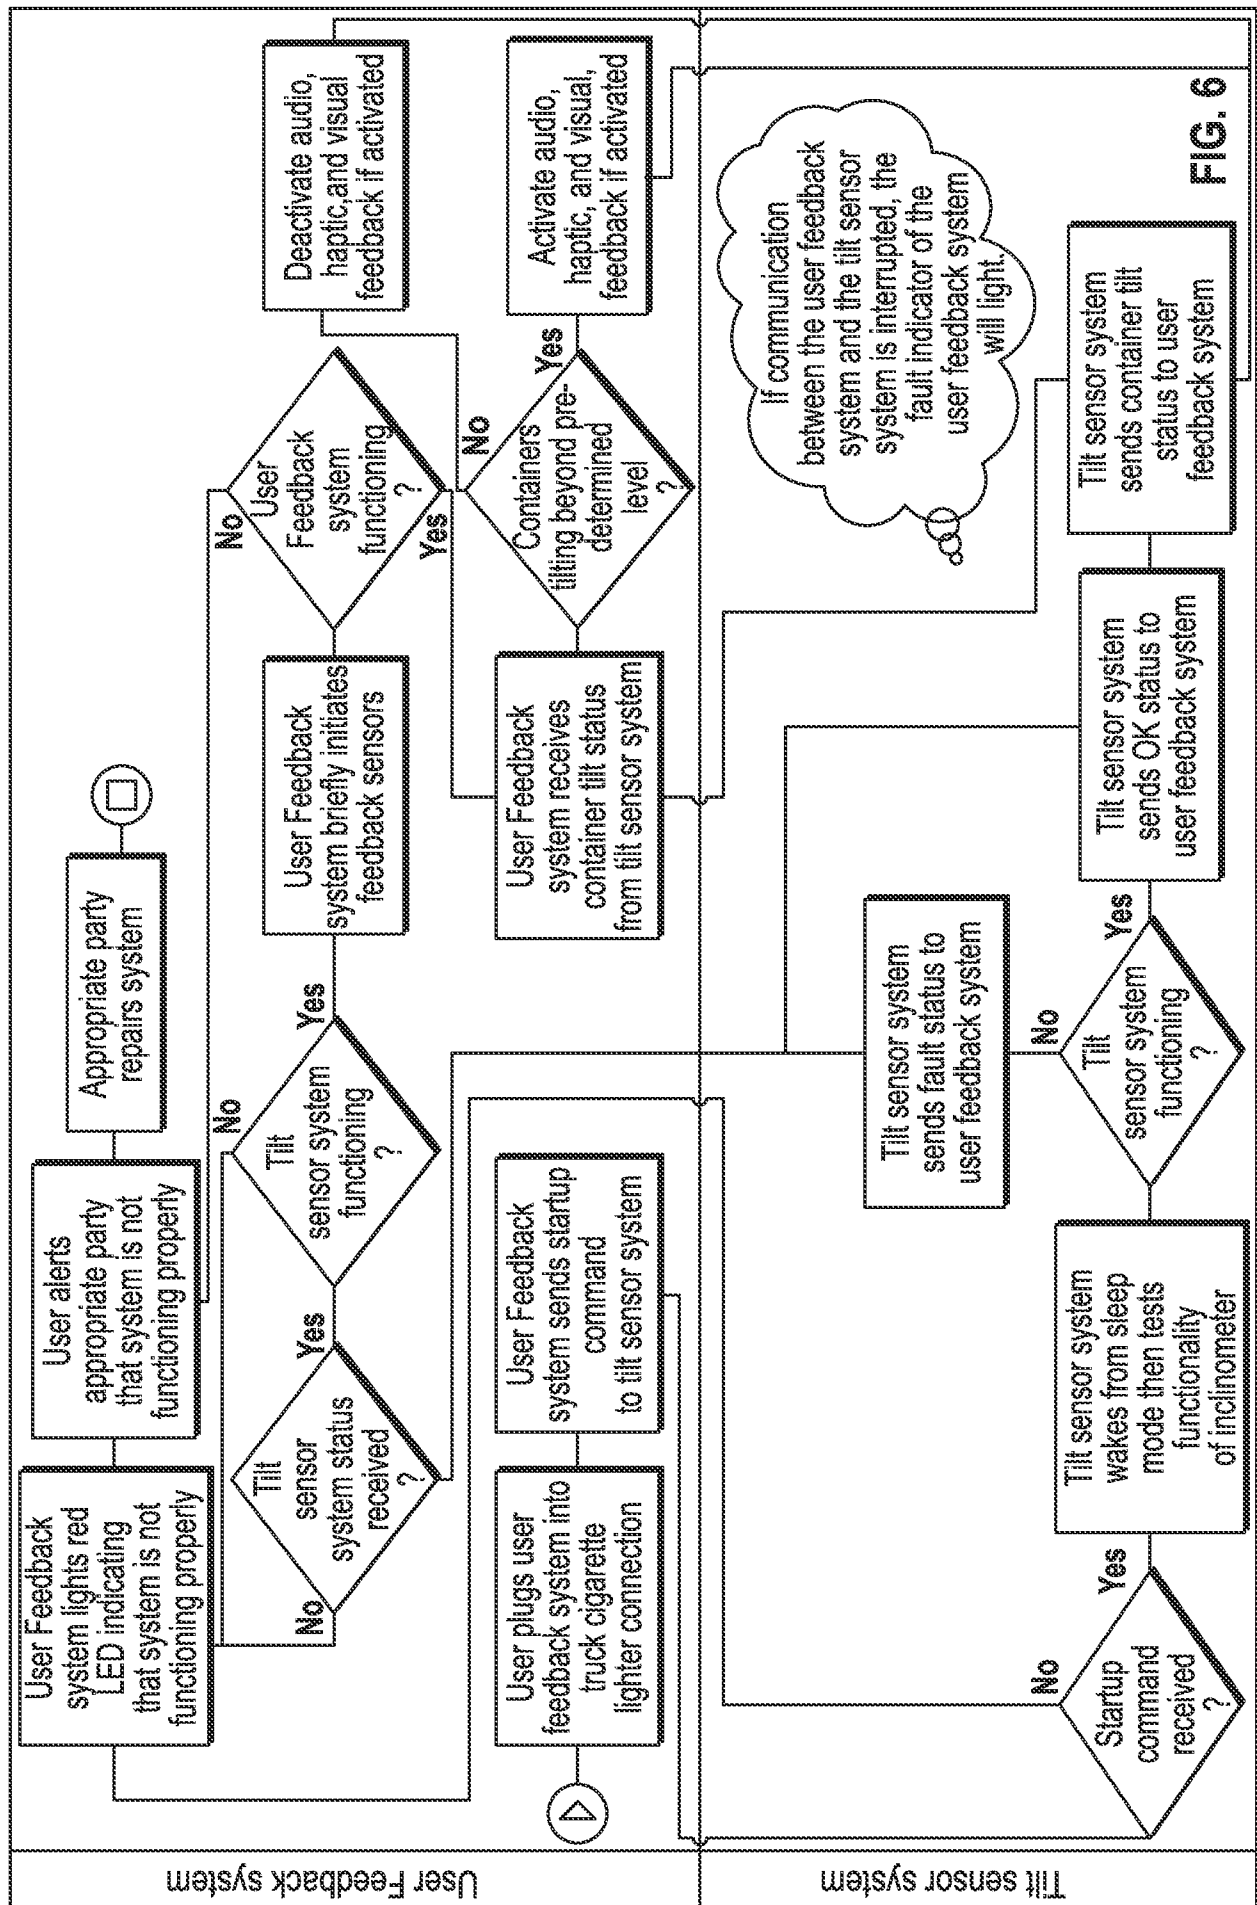 User Feedback system
User Feedback
system lights red
LED indicating
that system is not
functioning properly
User alerts
appropriate party
that system is not
functioning properly
Appropriate party
repairs system
No
Tilt
sensor
system status
received
?
Yes
No
Tilt
sensor system
functioning
?
Yes
User Feedback
system briefly initiates
feedback sensors
No
User
Feedback
system
functioning
?
Yes
Deactivate audio,
haptic,and visual
feedback if activated
User plugs user
feedback system into
truck cigarette
lighter connection
User Feedback
system sends startup
command
to tilt sensor system
User Feedback
system receives
container tilt status
from tilt sensor system
No
Containers
tilting beyond pre-
determined
level
?
Yes
Activate audio,
haptic, and visual,
feedback if activated
Tilt sensor system
If communication
between the user feedback
system and the tilt sensor
system is interrupted, the
fault indicator of the
user feedback system
will light.
Tilt sensor system
sends fault status to
user feedback system
No
Startup
command
received
?
Yes
Tilt sensor system
wakes from sleep
mode then tests
functionality
of inclinometer
No
Tilt
sensor system
functioning
?
Yes
Tilt sensor system
sends OK status to
user feedback system
Tilt sensor system
sends container tilt
status to user
feedback system
FIG. 6